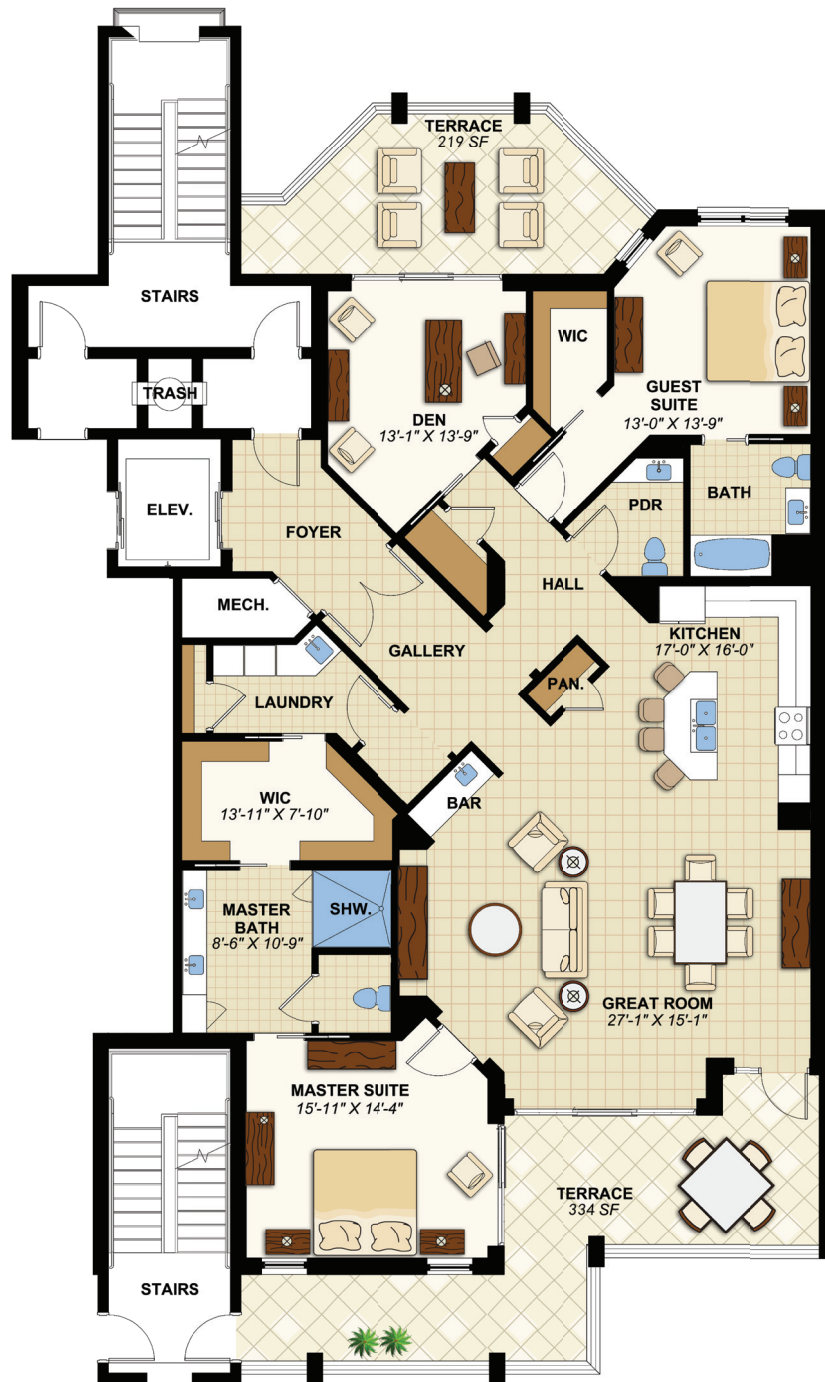 TERRACE
219 SF
STAIRS
WIC
TRASH
GUEST
SUITE
13'-0" X 13'-9"
DEN
13'-1" X 13'-9"
ELEV.
FOYER
PDR
BATH
MECH.
HALL
KITCHEN
17'-0" X 16'-0"
GALLERY
LAUNDRY
PAN.
WIC
13'-11" X 7'-10"
BAR
MASTER
BATH
8'-6" X 10'-9"
SHW.
GREAT ROOM
27'-1" X 15'-1"
MASTER SUITE
15'-11" X 14'-4"
TERRACE
334 SF
STAIRS